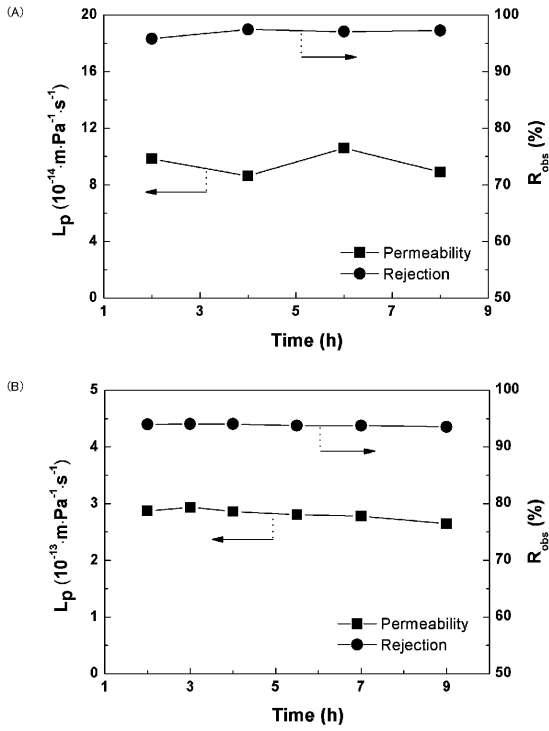 (A)
20
16
12
8
4
0
100
90
80
70
60
50
1 3 5 7 9
Lp (10-14·m·Pa-1·s-1)
Robs (%)
Permeability
Rejection
Time (h)
(B)
5
4
3
2
1
0
100
90
80
70
60
50
1 3 5 7 9
Lp (10-13·m·Pa-1·s-1)
Robs (%)
Permeability
Rejection
Time (h)